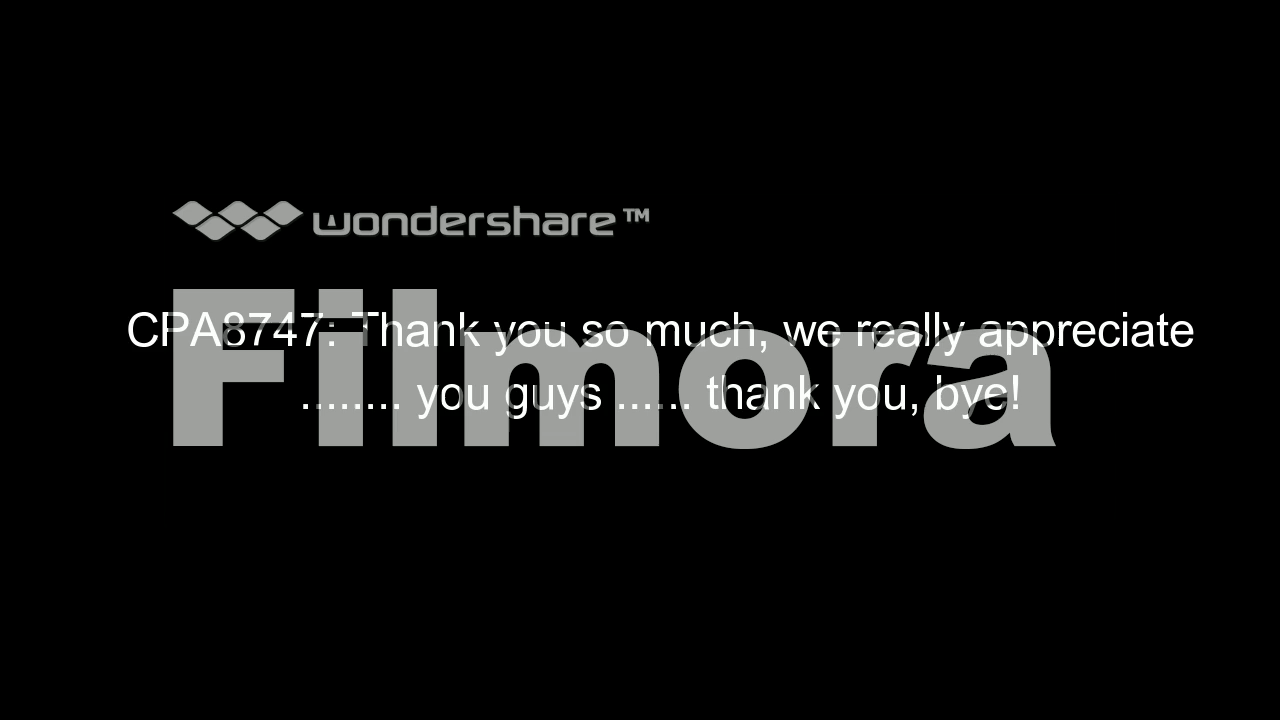 wondershare™
Filmora
CPA8747: Thank you so much, we really appreciate
........ you guys ...... thank you, bye!